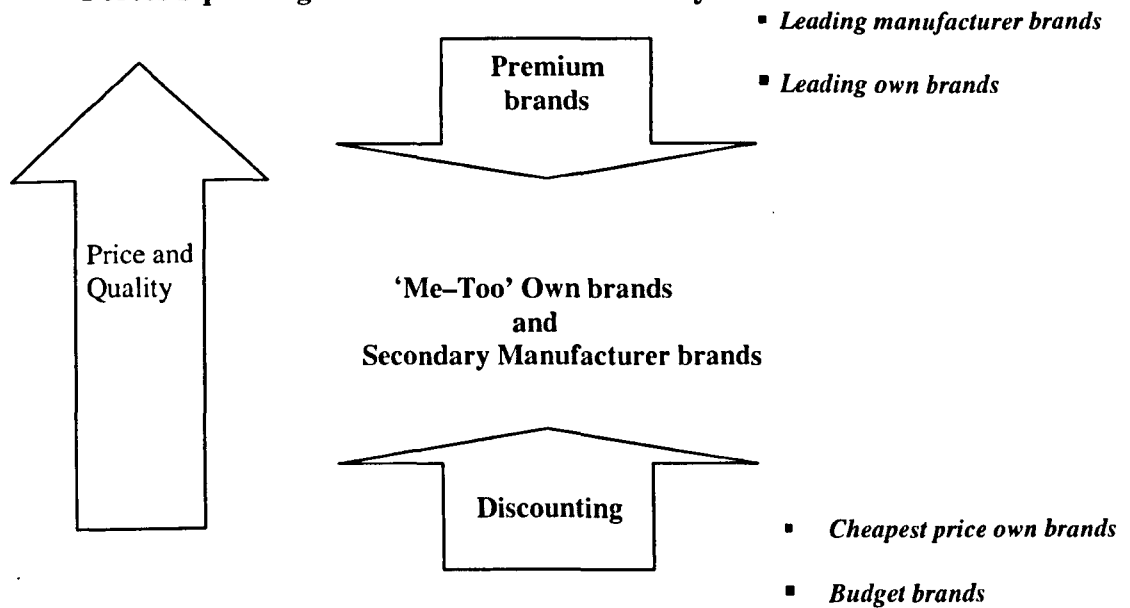 ▪ Leading manufacturer brands
▪ Leading own brands
Premium
brands
Price and
Quality
‘Me–Too’ Own brands
and
Secondary Manufacturer brands
Discounting
▪ Cheapest price own brands
▪ Budget brands